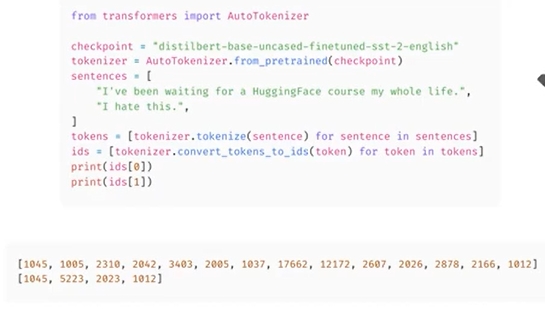 from transformers import AutoTokenizer
checkpoint = "distilbert-base-uncased-finetuned-sst-2-english"
tokenizer = AutoTokenizer.from_pretrained(checkpoint)
sentences = [
    "I've been waiting for a HuggingFace course my whole life.",
    "I hate this.",
]
tokens = [tokenizer.tokenize(sentence) for sentence in sentences]
ids = [tokenizer.convert_tokens_to_ids(token) for token in tokens]
print(ids[0])
print(ids[1])
[1045, 1005, 2310, 2042, 3403, 2005, 1037, 17662, 12172, 2607, 2026, 2878, 2166, 1012]
[1045, 5223, 2023, 1012]